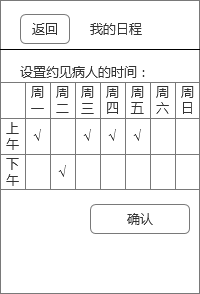 返回 我的日程
设置约见病人的时间：
周一 周二 周三 周四 周五 周六 周日
上午 √ √ √ √
下午 √
确认